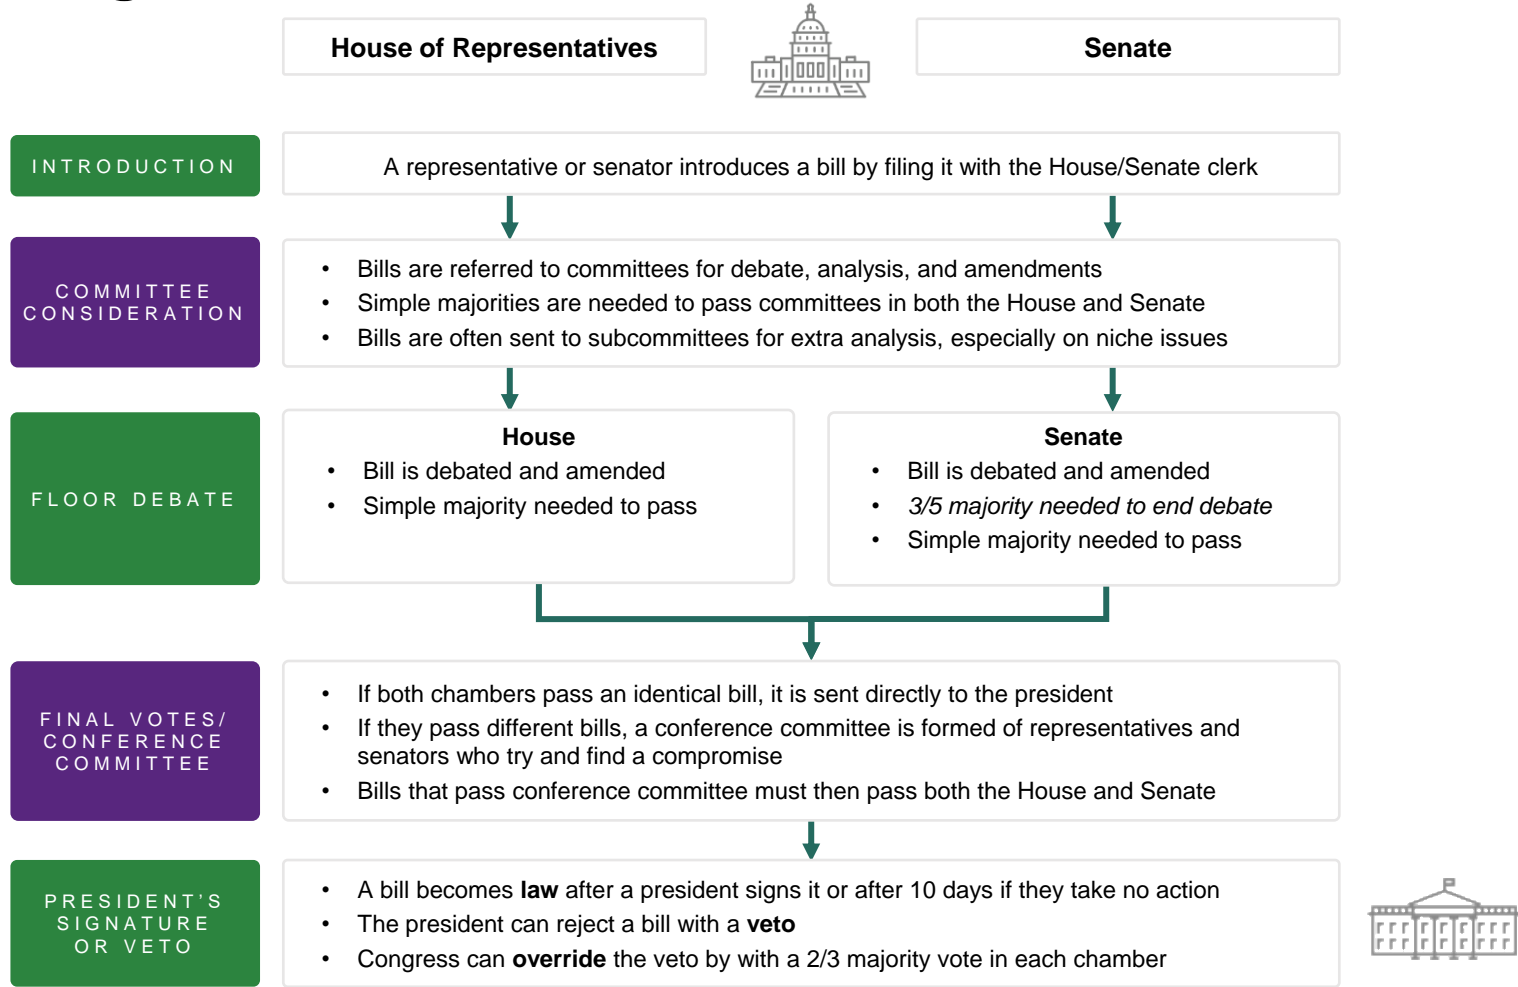 House of Representatives
Senate
INTRODUCTION
A representative or senator introduces a bill by filing it with the House/Senate clerk
COMMITTEE
CONSIDERATION
• Bills are referred to committees for debate, analysis, and amendments
• Simple majorities are needed to pass committees in both the House and Senate
• Bills are often sent to subcommittees for extra analysis, especially on niche issues
FLOOR DEBATE
House
• Bill is debated and amended
• Simple majority needed to pass
Senate
• Bill is debated and amended
• 3/5 majority needed to end debate
• Simple majority needed to pass
FINAL VOTES/
CONFERENCE
COMMITTEE
• If both chambers pass an identical bill, it is sent directly to the president
• If they pass different bills, a conference committee is formed of representatives and
senators who try and find a compromise
• Bills that pass conference committee must then pass both the House and Senate
PRESIDENT'S
SIGNATURE
OR VETO
• A bill becomes law after a president signs it or after 10 days if they take no action
• The president can reject a bill with a veto
• Congress can override the veto by with a 2/3 majority vote in each chamber